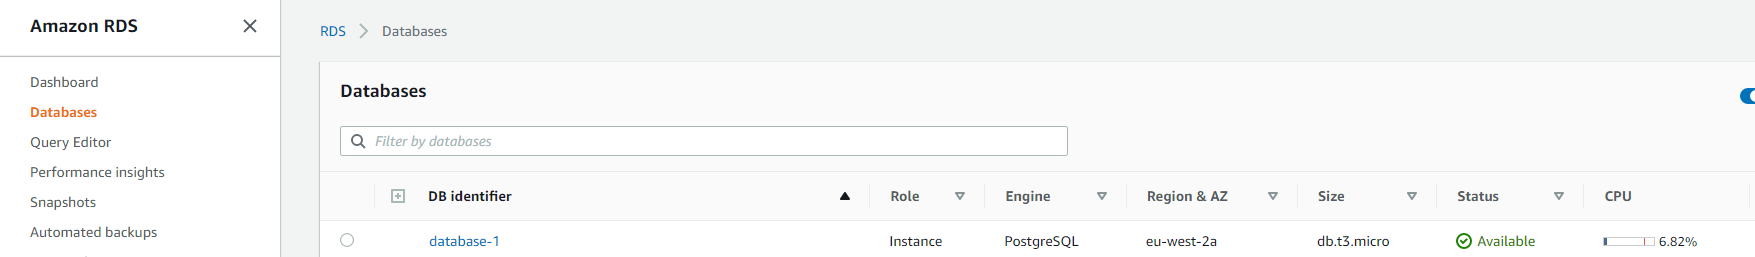 Amazon RDS
Dashboard
Databases
Query Editor
Performance insights
Snapshots
Automated backups
RDS Databases
Databases
Filter by databases
DB identifier Role Engine Region & AZ Size Status CPU
database-1 Instance PostgreSQL eu-west-2a db.t3.micro Available 6.82%